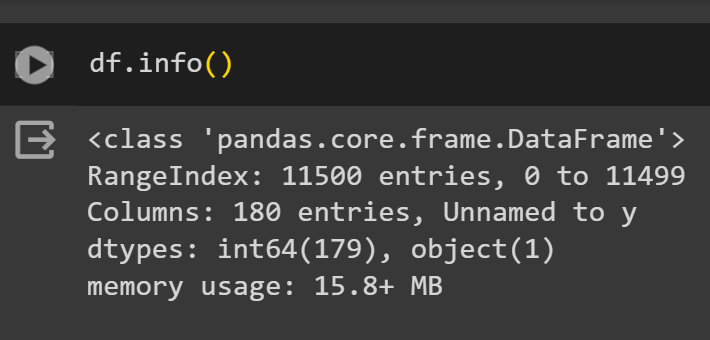 df.info()
<class 'pandas.core.frame.DataFrame'>
RangeIndex: 11500 entries, 0 to 11499
Columns: 180 entries, Unnamed to y
dtypes: int64(179), object(1)
memory usage: 15.8+ MB